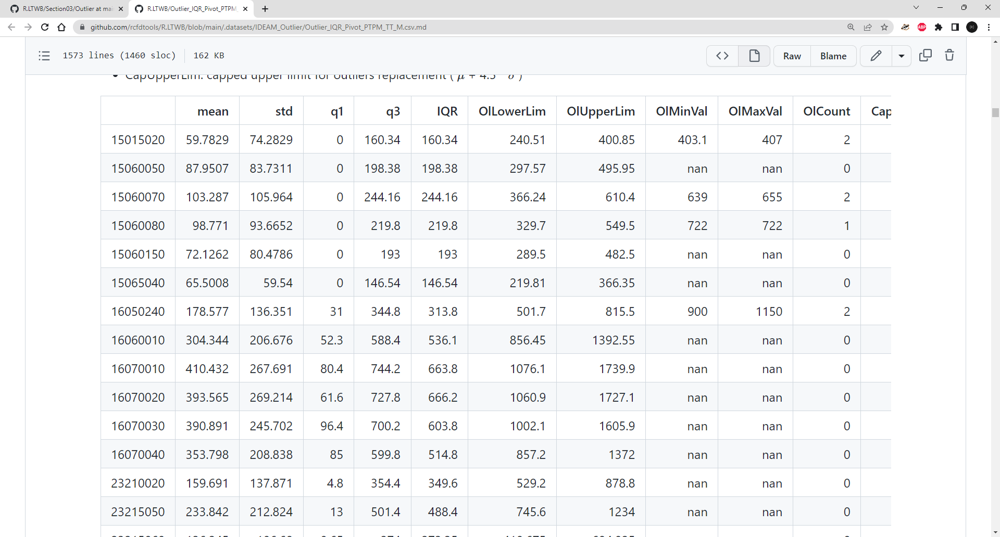 R.LTWB/Section03/Outlier at mai
R.LTWB/Outlier_IQR_Pivot_PTPM_
github.com/rcfdtools/R.LTWB/blob/main/.datasets/IDEAM_Outlier/Outlier_IQR_Pivot_PTPM_TT_M.csv.md
ABP
1573 lines (1460 sloc) 162 KB
Raw
Blame
CapUpperLim: capped upper limit for outliers replacement ( μ + 4.5 * σ )
mean std q1 q3 IQR OlLowerLim OlUpperLim OlMinVal OlMaxVal OlCount Cap
15015020 59.7829 74.2829 0 160.34 160.34 240.51 400.85 403.1 407 2
15060050 87.9507 83.7311 0 198.38 198.38 297.57 495.95 nan nan 0
15060070 103.287 105.964 0 244.16 244.16 366.24 610.4 639 655 2
15060080 98.771 93.6652 0 219.8 219.8 329.7 549.5 722 722 1
15060150 72.1262 80.4786 0 193 193 289.5 482.5 nan nan 0
15065040 65.5008 59.54 0 146.54 146.54 219.81 366.35 nan nan 0
16050240 178.577 136.351 31 344.8 313.8 501.7 815.5 900 1150 2
16060010 304.344 206.676 52.3 588.4 536.1 856.45 1392.55 nan nan 0
16070010 410.432 267.691 80.4 744.2 663.8 1076.1 1739.9 nan nan 0
16070020 393.565 269.214 61.6 727.8 666.2 1060.9 1727.1 nan nan 0
16070030 390.891 245.702 96.4 700.2 603.8 1002.1 1605.9 nan nan 0
16070040 353.798 208.838 85 599.8 514.8 857.2 1372 nan nan 0
23210020 159.691 137.871 4.8 354.4 349.6 529.2 878.8 nan nan 0
23215050 233.842 212.824 13 501.4 488.4 745.6 1234 nan nan 0